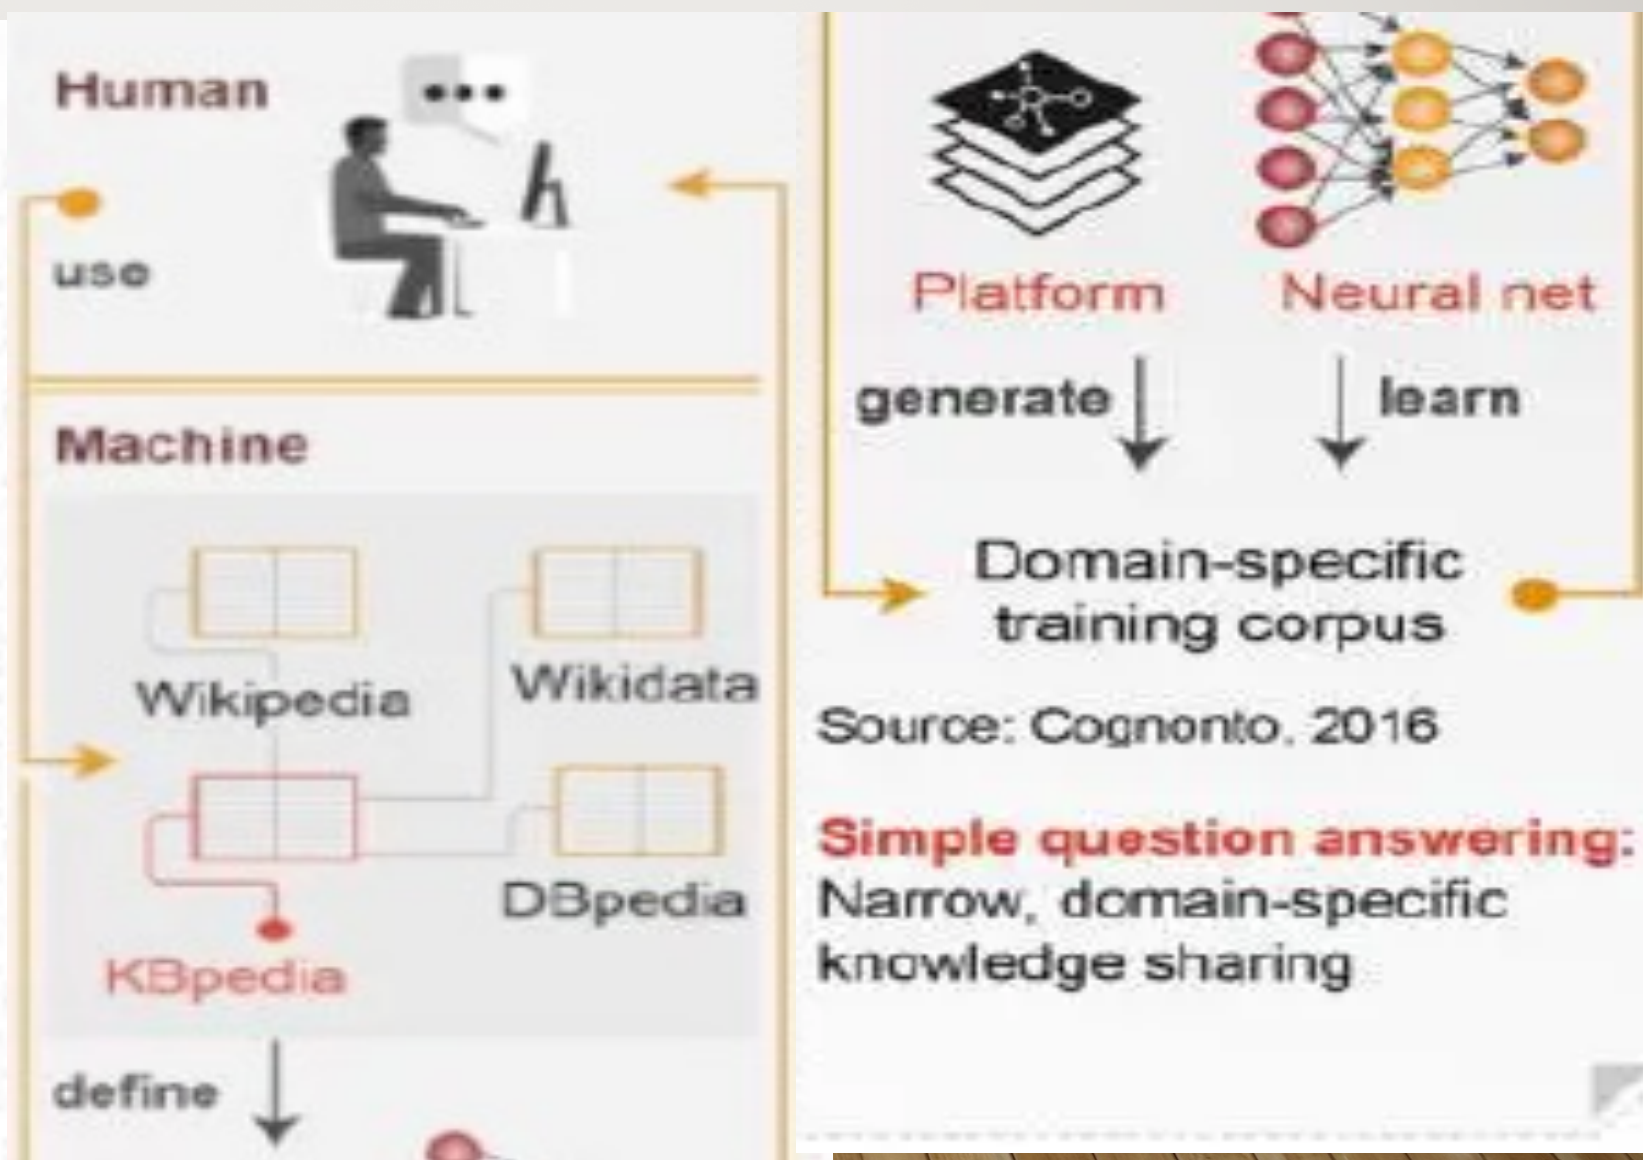 Human
use
Machine
Wikipedia
Wikidata
DBpedia
KBpedia
define
Platform
Neural net
generate
learn
Domain-specific
training corpus
Source: Cognonto, 2016
Simple question answering:
Narrow, domain-specific
knowledge sharing